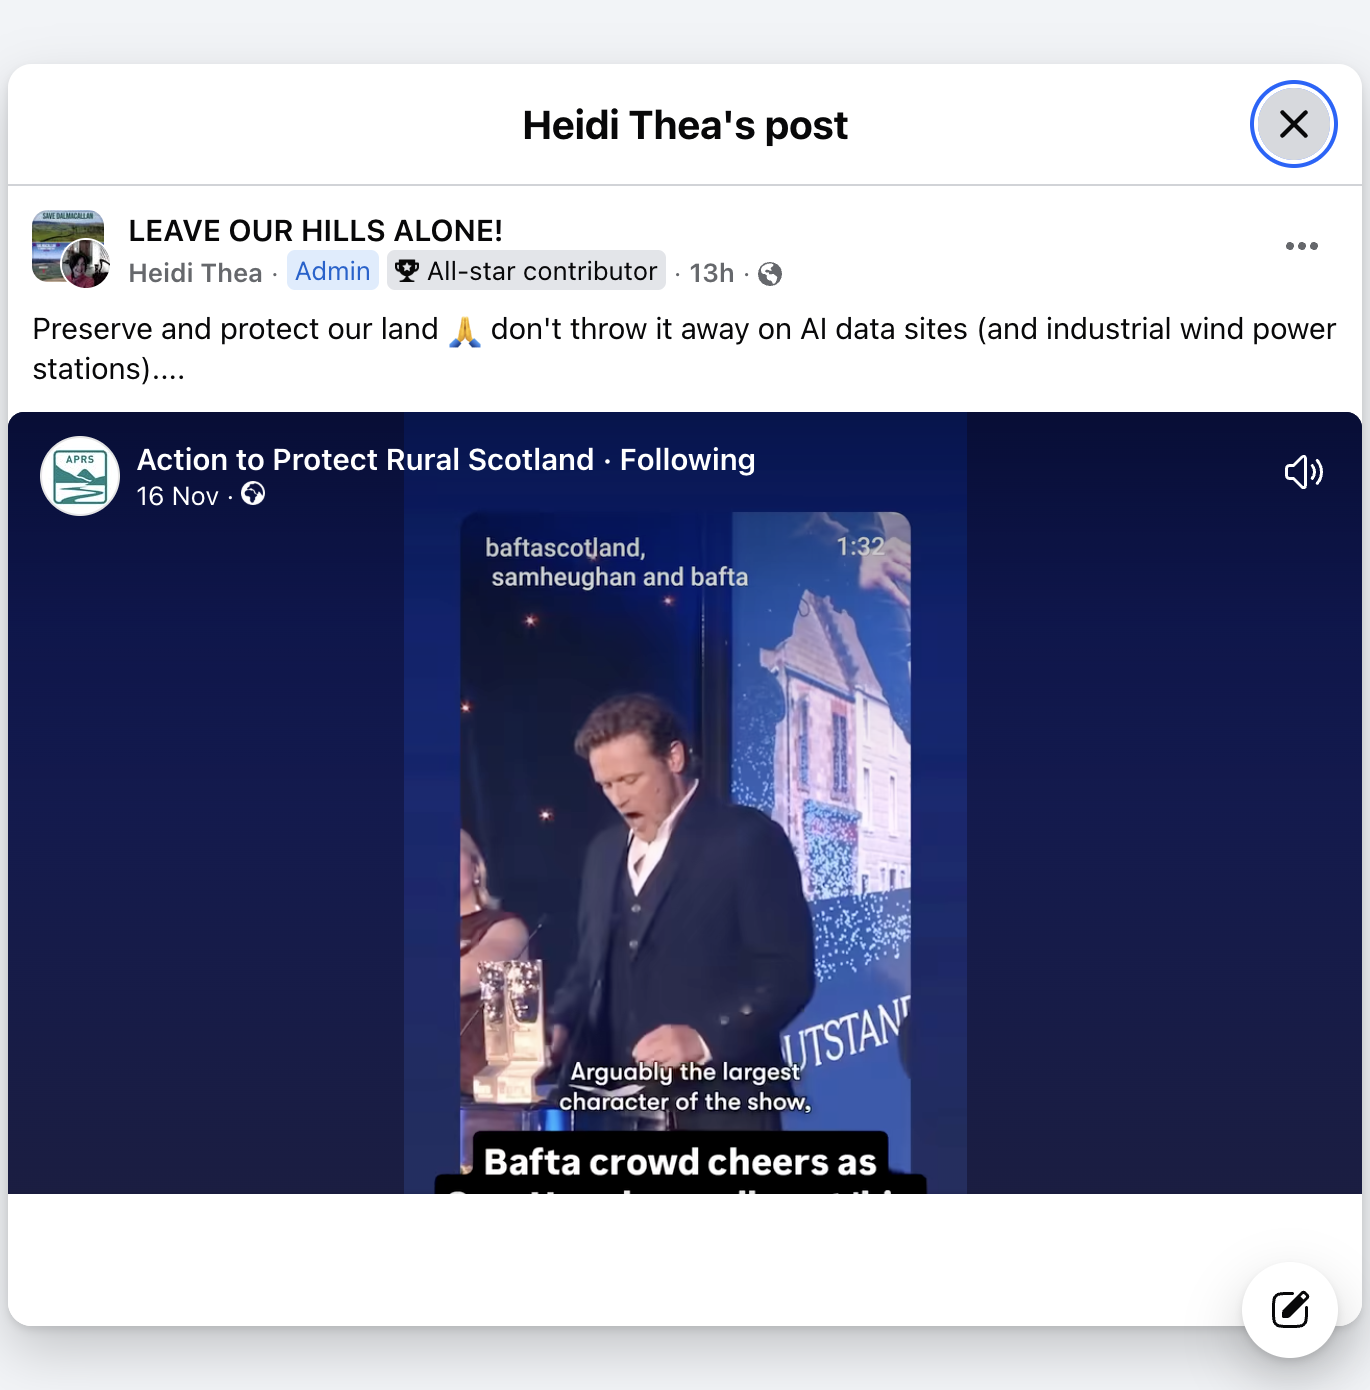 Heidi Thea's post
SAVE DALMACALLAN
LEAVE OUR HILLS ALONE!
Heidi Thea · Admin All-star contributor · 13h ·
Preserve and protect our land 🙏 don't throw it away on AI data sites (and industrial wind power
stations)....
APRS
Action to Protect Rural Scotland · Following
16 Nov ·
baftascotland,
samheughan and bafta
1:32
UTSTAN
Arguably the largest
character of the show,
Bafta crowd cheers as